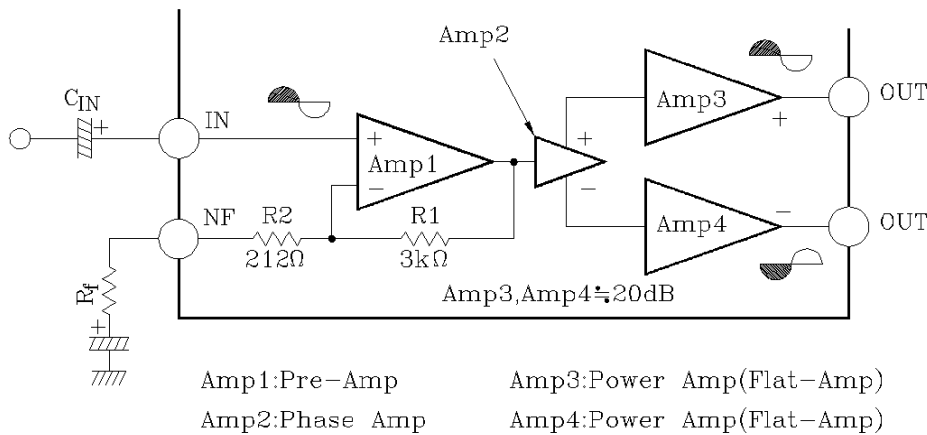 Amp2
C_IN
+
IN
+
Amp1
−
+
−
Amp3
+
OUT
NF
R2
212Ω
R1
3kΩ
Amp4
−
OUT
Rf
+
Amp3,Amp4≒20dB
Amp1:Pre-Amp Amp3:Power Amp(Flat-Amp)
Amp2:Phase Amp Amp4:Power Amp(Flat-Amp)